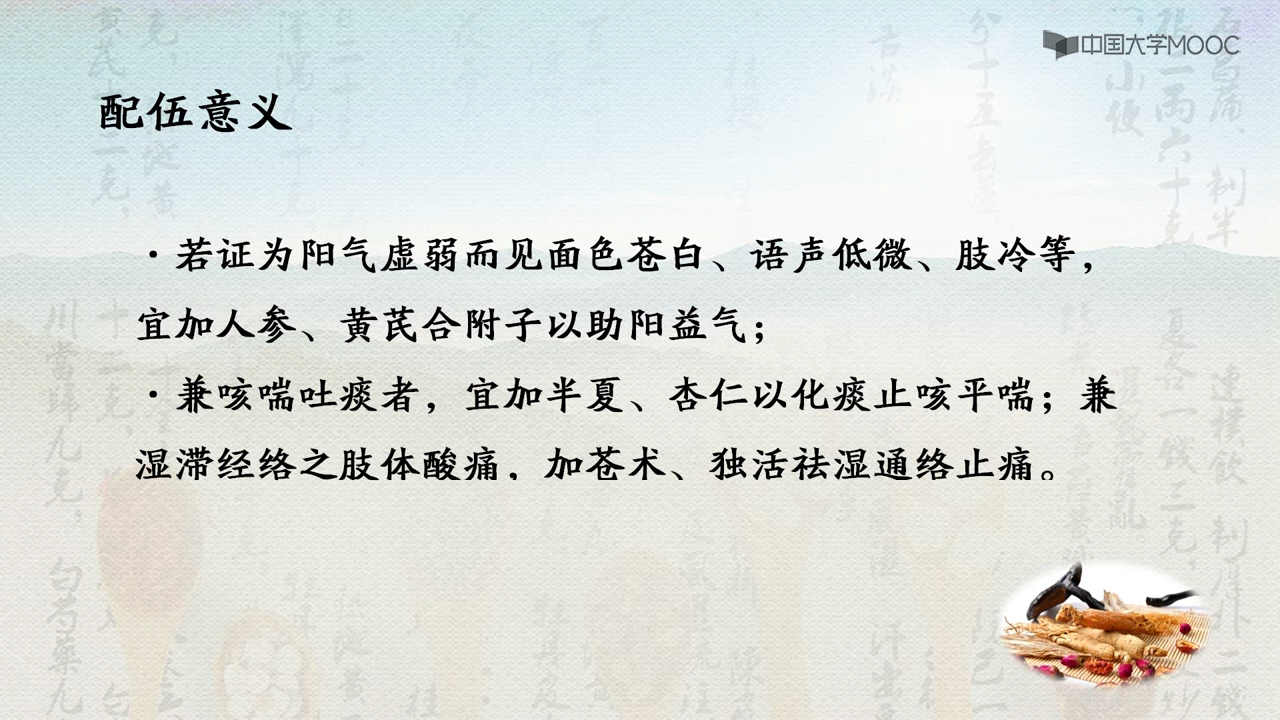 中国大学MOOC
配伍意义
·若证为阳气虚弱而见面色苍白、语声低微、肢冷等，
宜加人参、黄芪合附子以助阳益气；
·兼咳喘吐痰者，宜加半夏、杏仁以化痰止咳平喘；兼
湿滞经络之肢体酸痛，加苍术、独活祛湿通络止痛。